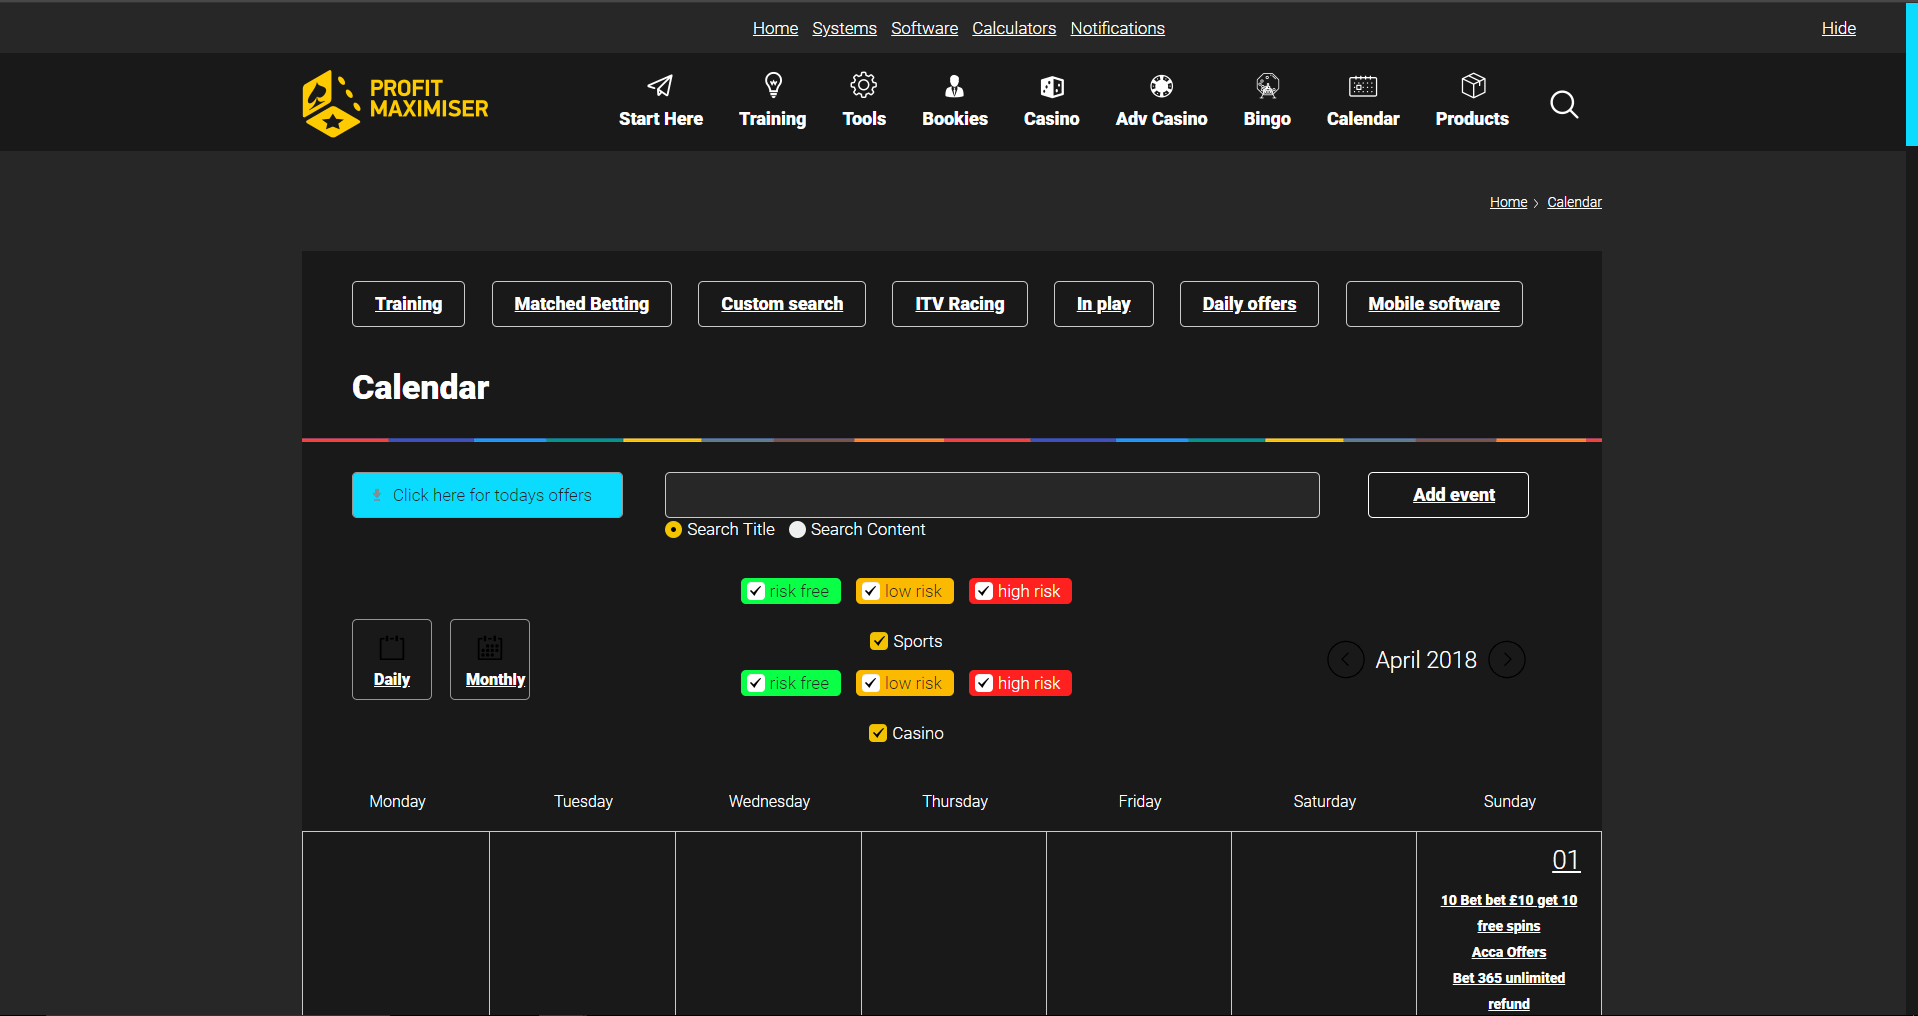 Home Systems Software Calculators Notifications Hide
PROFIT
MAXIMISER
Start Here Training Tools Bookies Casino Adv Casino Bingo Calendar Products
Home > Calendar
Training Matched Betting Custom search ITV Racing In play Daily offers Mobile software
Calendar
Click here for todays offers Add event
Search Title Search Content
risk free low risk high risk
Sports
Daily Monthly
April 2018
risk free low risk high risk
Casino
Monday Tuesday Wednesday Thursday Friday Saturday Sunday
01
10 Bet bet £10 get 10
free spins
Acca Offers
Bet 365 unlimited
refund